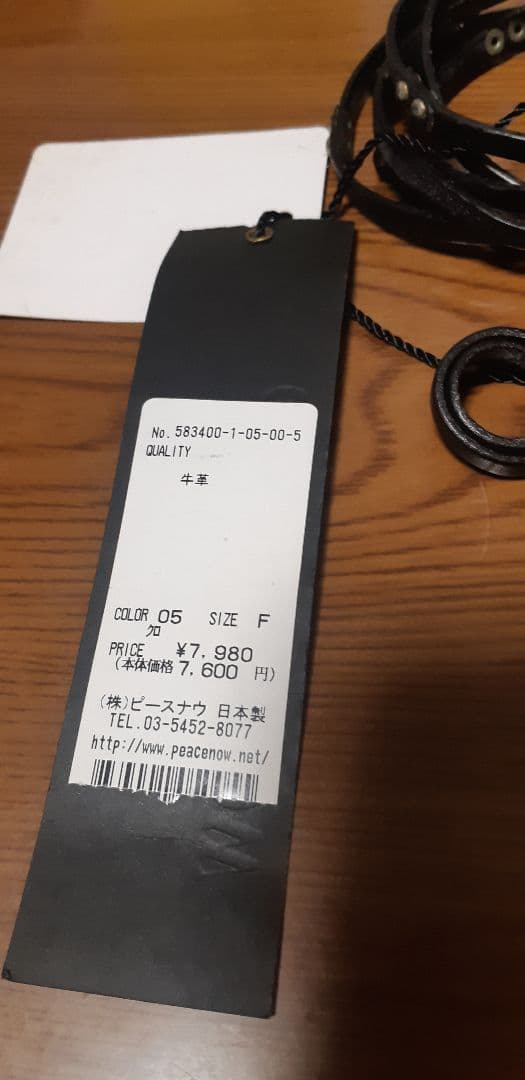 No. 583400-1-05-00-5
QUALITY
牛革
COLOR 05 SIZE F
クロ
PRICE ¥7,980
(本体価格 7,600 円)
(株)ピースナウ 日本製
TEL.03-5452-8077
http://www.peacenow.net/